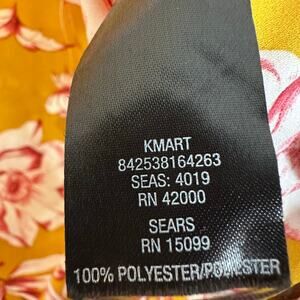 KMART
842538164263
SEAS: 4019
RN 42000
SEARS
RN 15099
100% POLYESTER/POLIESTER